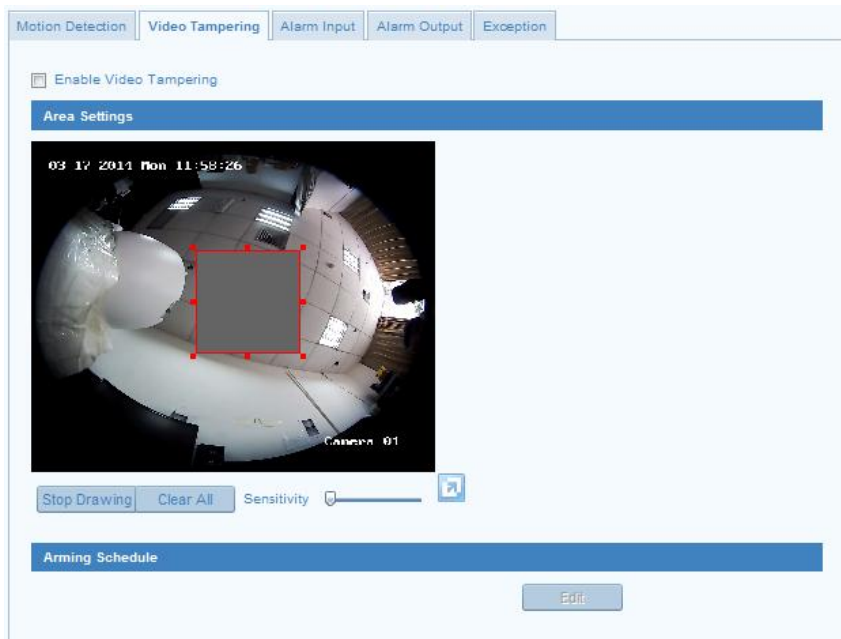 Motion Detection Video Tampering Alarm Input Alarm Output Exception
Enable Video Tampering
Area Settings
03 17 2014 Mon 11:58:26
Camera 01
Stop Drawing Clear All Sensitivity
Arming Schedule
Edit